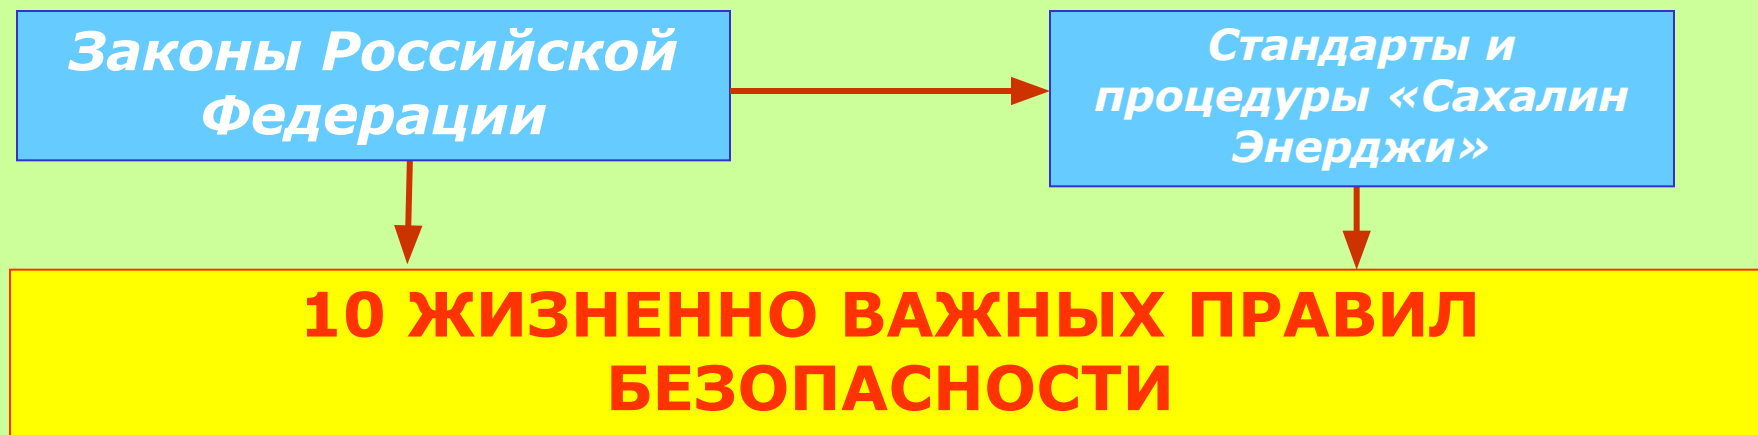 Законы Российской
Федерации
Стандарты и
процедуры «Сахалин
Энерджи»
10 ЖИЗНЕННО ВАЖНЫХ ПРАВИЛ
БЕЗОПАСНОСТИ